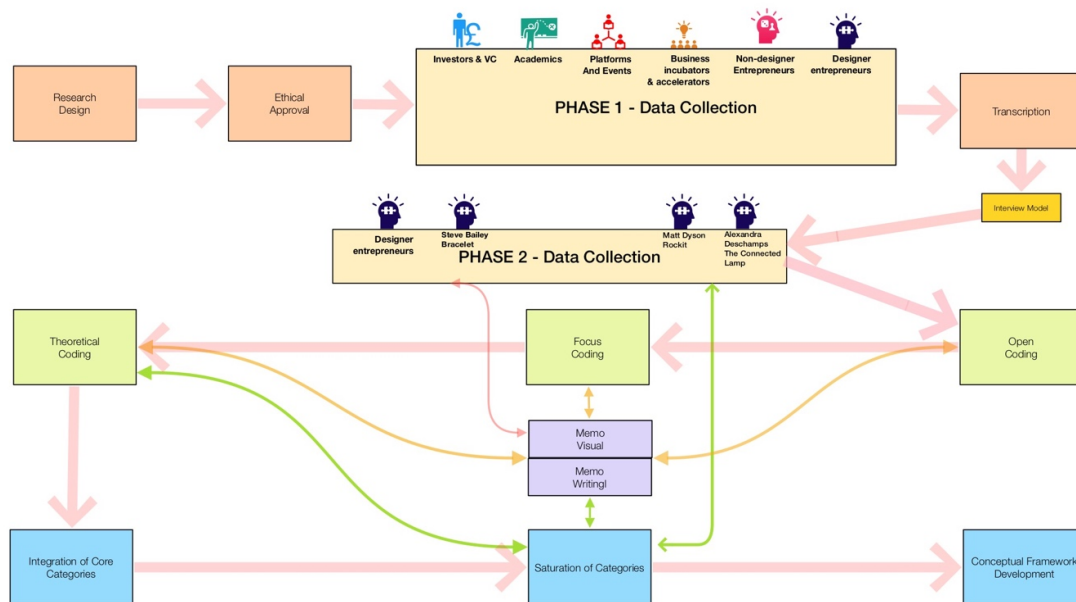 Investors & VC
Academics
Platforms
And Events
Business
incubators
& accelerators
Non-designer
Entrepreneurs
Designer
entrepreneurs
PHASE 1 - Data Collection
Research
Design
Ethical
Approval
Transcription
Interview Model
Designer
entrepreneurs
Steve Bailey
Bracelet
Matt Dyson
Rockit
Alexandra
Deschamps
The Connected
Lamp
PHASE 2 - Data Collection
Theoretical
Coding
Focus
Coding
Open
Coding
Memo
Visual
Memo
Writingl
Integration of Core
Categories
Saturation of Categories
Conceptual Framework
Development